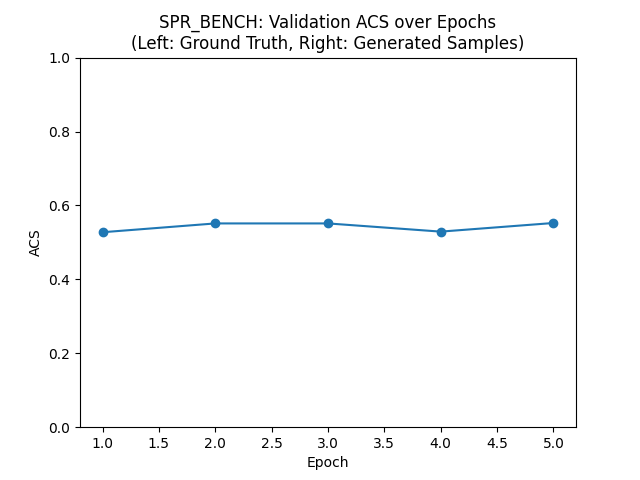 SPR_BENCH: Validation ACS over Epochs
(Left: Ground Truth, Right: Generated Samples)
1.0
0.8
0.6
0.4
0.2
0.0
ACS
1.0 1.5 2.0 2.5 3.0 3.5 4.0 4.5 5.0
Epoch